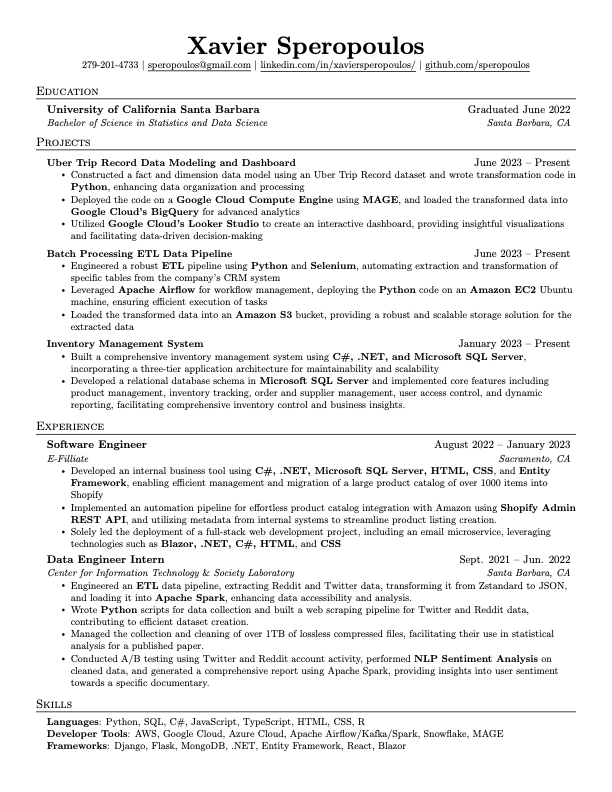 Xavier Speropoulos
279-201-4733 | speropoulos@gmail.com | linkedin.com/in/xaviersperopoulos/ | github.com/speropoulos
Education
University of California Santa Barbara Graduated June 2022
Bachelor of Science in Statistics and Data Science Santa Barbara, CA
Projects
Uber Trip Record Data Modeling and Dashboard June 2023 – Present
• Constructed a fact and dimension data model using an Uber Trip Record dataset and wrote transformation code in
Python, enhancing data organization and processing
• Deployed the code on a Google Cloud Compute Engine using MAGE, and loaded the transformed data into
Google Cloud's BigQuery for advanced analytics
• Utilized Google Cloud's Looker Studio to create an interactive dashboard, providing insightful visualizations
and facilitating data-driven decision-making
Batch Processing ETL Data Pipeline June 2023 – Present
• Engineered a robust ETL pipeline using Python and Selenium, automating extraction and transformation of
specific tables from the company's CRM system
• Leveraged Apache Airflow for workflow management, deploying the Python code on an Amazon EC2 Ubuntu
machine, ensuring efficient execution of tasks
• Loaded the transformed data into an Amazon S3 bucket, providing a robust and scalable storage solution for the
extracted data
Inventory Management System January 2023 – Present
• Built a comprehensive inventory management system using C#, .NET, and Microsoft SQL Server,
incorporating a three-tier application architecture for maintainability and scalability
• Developed a relational database schema in Microsoft SQL Server and implemented core features including
product management, inventory tracking, order and supplier management, user access control, and dynamic
reporting, facilitating comprehensive inventory control and business insights.
Experience
Software Engineer August 2022 – January 2023
E-Filliate Sacramento, CA
• Developed an internal business tool using C#, .NET, Microsoft SQL Server, HTML, CSS, and Entity
Framework, enabling efficient management and migration of a large product catalog of over 1000 items into
Shopify
• Implemented an automation pipeline for effortless product catalog integration with Amazon using Shopify Admin
REST API, and utilizing metadata from internal systems to streamline product listing creation.
• Solely led the deployment of a full-stack web development project, including an email microservice, leveraging
technologies such as Blazor, .NET, C#, HTML, and CSS
Data Engineer Intern Sept. 2021 – Jun. 2022
Center for Information Technology & Society Laboratory Santa Barbara, CA
• Engineered an ETL data pipeline, extracting Reddit and Twitter data, transforming it from Zstandard to JSON,
and loading it into Apache Spark, enhancing data accessibility and analysis.
• Wrote Python scripts for data collection and built a web scraping pipeline for Twitter and Reddit data,
contributing to efficient dataset creation.
• Managed the collection and cleaning of over 1TB of lossless compressed files, facilitating their use in statistical
analysis for a published paper.
• Conducted A/B testing using Twitter and Reddit account activity, performed NLP Sentiment Analysis on
cleaned data, and generated a comprehensive report using Apache Spark, providing insights into user sentiment
towards a specific documentary.
Skills
Languages: Python, SQL, C#, JavaScript, TypeScript, HTML, CSS, R
Developer Tools: AWS, Google Cloud, Azure Cloud, Apache Airflow/Kafka/Spark, Snowflake, MAGE
Frameworks: Django, Flask, MongoDB, .NET, Entity Framework, React, Blazor